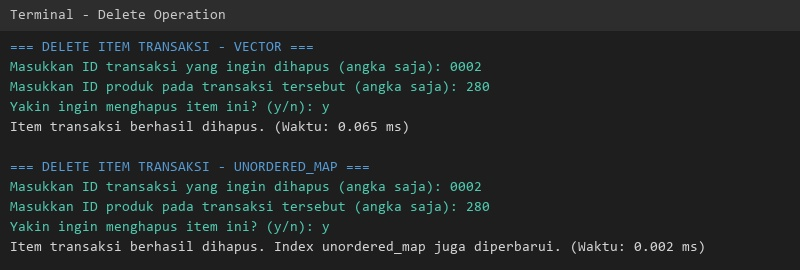 Terminal - Delete Operation
=== DELETE ITEM TRANSAKSI - VECTOR ===
Masukkan ID transaksi yang ingin dihapus (angka saja): 0002
Masukkan ID produk pada transaksi tersebut (angka saja): 280
Yakin ingin menghapus item ini? (y/n): y
Item transaksi berhasil dihapus. (Waktu: 0.065 ms)
=== DELETE ITEM TRANSAKSI - UNORDERED_MAP ===
Masukkan ID transaksi yang ingin dihapus (angka saja): 0002
Masukkan ID produk pada transaksi tersebut (angka saja): 280
Yakin ingin menghapus item ini? (y/n): y
Item transaksi berhasil dihapus. Index unordered_map juga diperbarui. (Waktu: 0.002 ms)